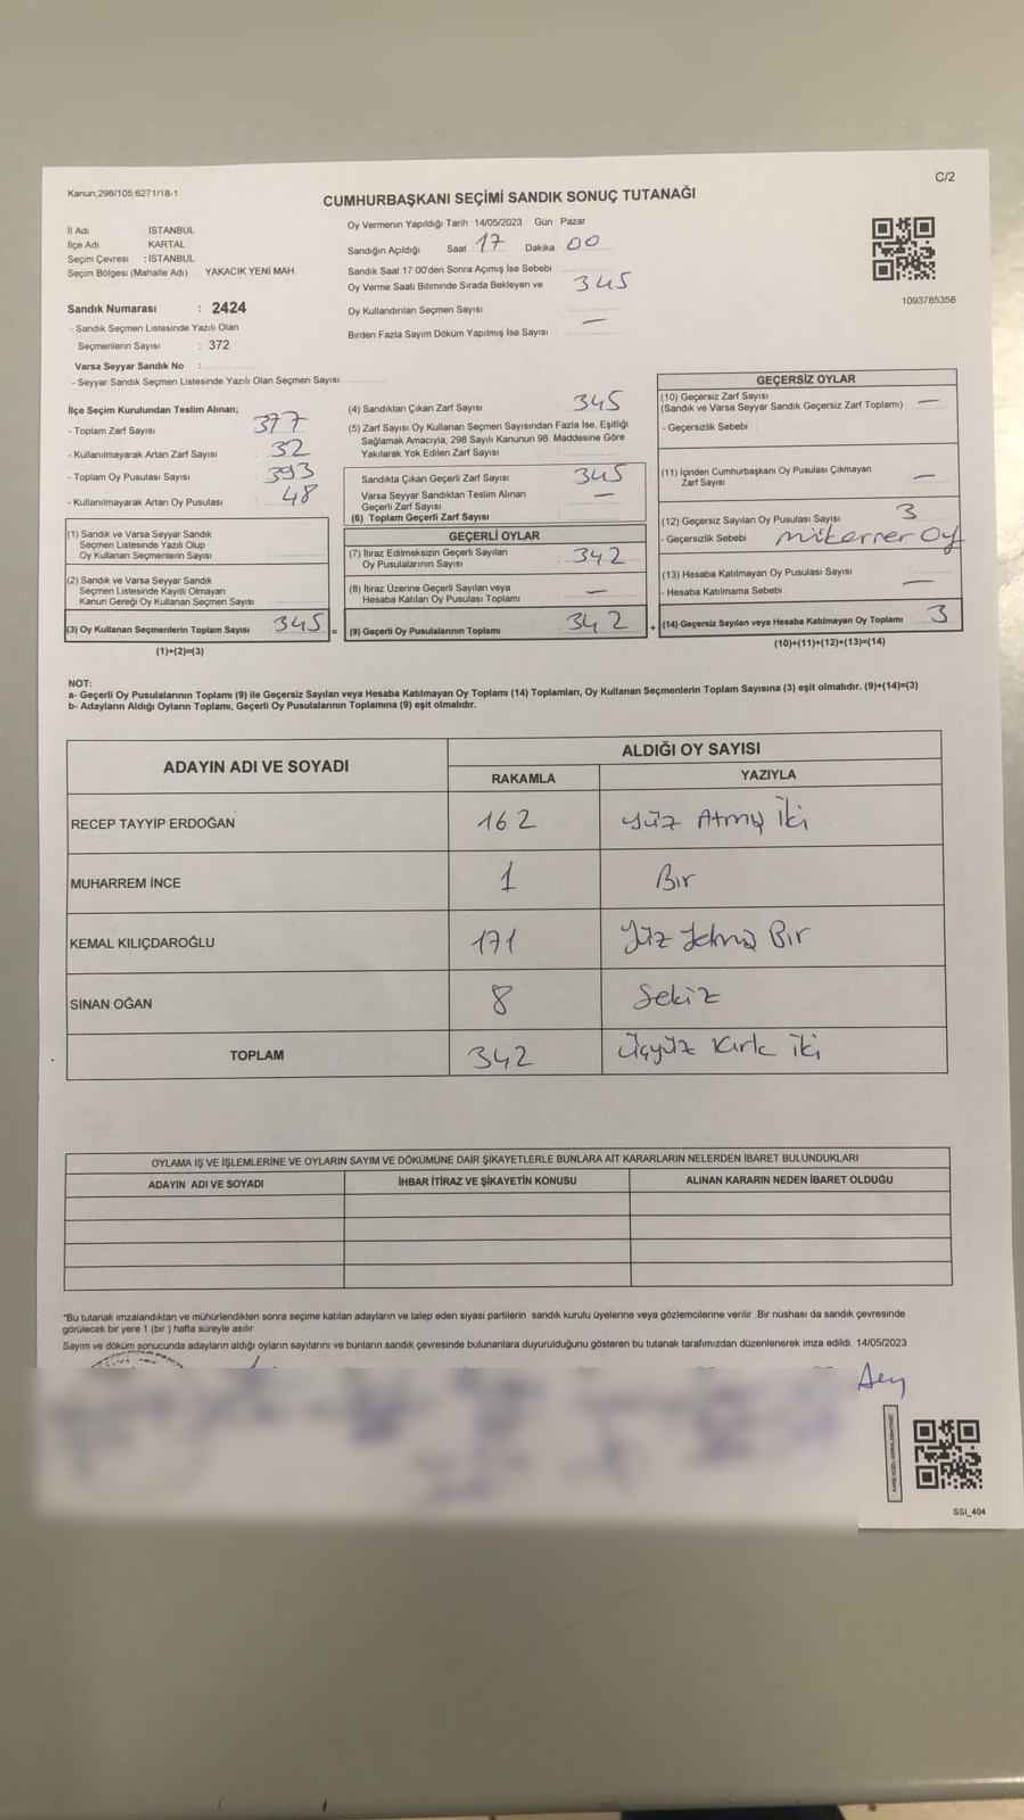 Kanun;298/105;6271/18-1
C/2
CUMHURBAŞKANI SEÇİMİ SANDIK SONUÇ TUTANAĞI
İl Adı İSTANBUL
İlçe Adı KARTAL
Seçim Çevresi : İSTANBUL
Seçim Bölgesi (Mahalle Adı) YAKACIK YENİ MAH.
Oy Vermenin Yapıldığı Tarih : 14/05/2023 Gün : Pazar
Sandığın Açıldığı Saat 17 Dakika 00
Sandık Saat 17:00'den Sonra Açımış İse Sebebi
Oy Verme Saati Bitiminde Sırada Bekleyen ve 345
Oy Kullandırılan Seçmen Sayısı
Birden Fazla Sayım Döküm Yapılmış İse Sayısı —
1093785358
Sandık Numarası : 2424
- Sandık Seçmen Listesinde Yazılı Olan
Seçmenlerin Sayısı : 372
Varsa Seyyar Sandık No :
- Seyyar Sandık Seçmen Listesinde Yazılı Olan Seçmen Sayısı
İlçe Seçim Kurulundan Teslim Alınan;
- Toplam Zarf Sayısı 377
- Kullanılmayarak Artan Zarf Sayısı 32
- Toplam Oy Pusulası Sayısı 393
- Kullanılmayarak Artan Oy Pusulası 48
(1) Sandık ve Varsa Seyyar Sandık
Seçmen Listesinde Yazılı Olup
Oy Kullanan Seçmenlerin Sayısı
(2) Sandık ve Varsa Seyyar Sandık
Seçmen Listesinde Kayıtlı Olmayan
Kanun Gereği Oy Kullanan Seçmen Sayısı
(3) Oy Kullanan Seçmenlerin Toplam Sayısı 345
(1)+(2)=(3)
(4) Sandıktan Çıkan Zarf Sayısı 345
(5) Zarf Sayısı Oy Kullanan Seçmen Sayısından Fazla İse, Eşitliği
Sağlamak Amacıyla, 298 Sayılı Kanunun 98. Maddesine Göre
Yakılarak Yok Edilen Zarf Sayısı
Sandıkta Çıkan Geçerli Zarf Sayısı 345
Varsa Seyyar Sandıktan Teslim Alınan
Geçerli Zarf Sayısı —
(6) Toplam Geçerli Zarf Sayısı
GEÇERLİ OYLAR
(7) İtiraz Edilmeksizin Geçerli Sayılan
Oy Pusulalarının Sayısı 342
(8) İtiraz Üzerine Geçerli Sayılan veya
Hesaba Katılan Oy Pusulası Toplamı —
= (9) Geçerli Oy Pusulalarının Toplamı 342
GEÇERSİZ OYLAR
(10) Geçersiz Zarf Sayısı
(Sandık ve Varsa Seyyar Sandık Geçersiz Zarf Toplamı) —
- Geçersizlik Sebebi
(11) İçinden Cumhurbaşkanı Oy Pusulası Çıkmayan
Zarf Sayısı —
(12) Geçersiz Sayılan Oy Pusulası Sayısı 3
- Geçersizlik Sebebi Mükerrer Oy
(13) Hesaba Katılmayan Oy Pusulası Sayısı
- Hesaba Katılmama Sebebi —
+ (14) Geçersiz Sayılan veya Hesaba Katılmayan Oy Toplamı 3
(10)+(11)+(12)+(13)=(14)
NOT:
a- Geçerli Oy Pusulalarının Toplamı (9) ile Geçersiz Sayılan veya Hesaba Katılmayan Oy Toplamı (14) Toplamları, Oy Kullanan Seçmenlerin Toplam Sayısına (3) eşit olmalıdır. (9)+(14)=(3)
b- Adayların Aldığı Oyların Toplamı, Geçerli Oy Pusulalarının Toplamına (9) eşit olmalıdır.
ADAYIN ADI VE SOYADI
ALDIĞI OY SAYISI
RAKAMLA YAZIYLA
RECEP TAYYİP ERDOĞAN 162 Yüz Atmış İki
MUHARREM İNCE 1 Bir
KEMAL KILIÇDAROĞLU 171 Yüz Bir
SİNAN OĞAN 8 Sekiz
TOPLAM 342 Üçyüz Kırk İki
OYLAMA İŞ VE İŞLEMLERİNE VE OYLARIN SAYIM VE DÖKÜMÜNE DAİR ŞİKAYETLERLE BUNLARA AİT KARARLARIN NELERDEN İBARET BULUNDUKLARI
ADAYIN ADI VE SOYADI İHBAR İTİRAZ VE ŞİKAYETİN KONUSU ALINAN KARARIN NEDEN İBARET OLDUĞU
"Bu tutanak imzalandıktan ve mühürlendikten sonra seçime katılan adayların ve talep eden siyasi partilerin sandık kurulu üyelerine veya gözlemcilerine verilir. Bir nüshası da sandık çevresinde
görülecek bir yere 1 (bir ) hafta süreyle asılır.
Sayım ve döküm sonucunda adayların aldığı oyların sayılarını ve bunların sandık çevresinde bulunanlara duyurulduğunu gösteren bu tutanak tarafımızdan düzenlenerek imza edildi. 14/05/2023
SSI_404